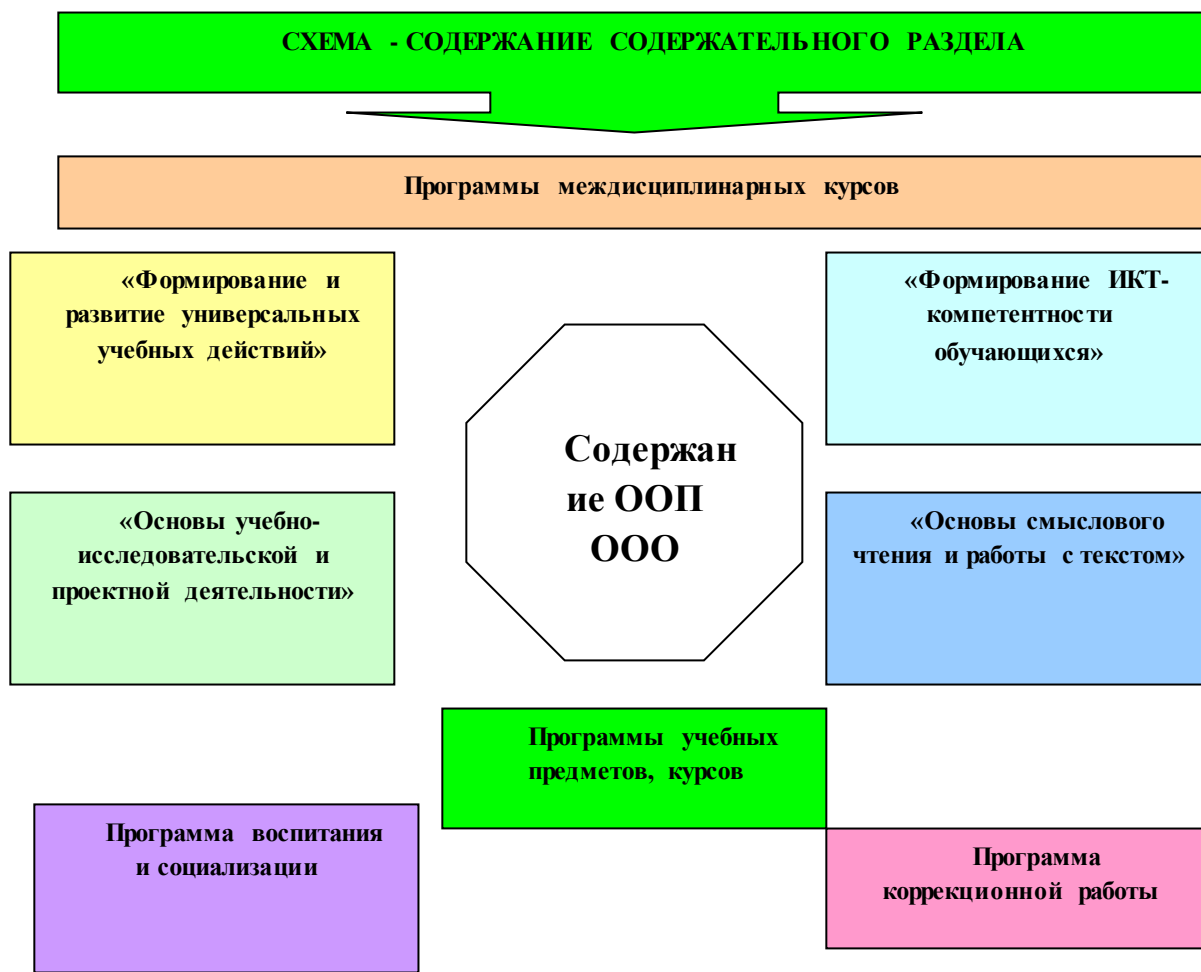 СХЕМА - СОДЕРЖАНИЕ СОДЕРЖАТЕЛЬНОГО РАЗДЕЛА
Программы междисциплинарных курсов
«Формирование и
развитие универсальных
учебных действий»
«Формирование ИКТ-
компетентности
обучающихся»
Содержан
ие ООП
ООО
«Основы учебно-
исследовательской и
проектной деятельности»
«Основы смыслового
чтения и работы с текстом»
Программы учебных
предметов, курсов
Программа воспитания
и социализации
Программа
коррекционной работы